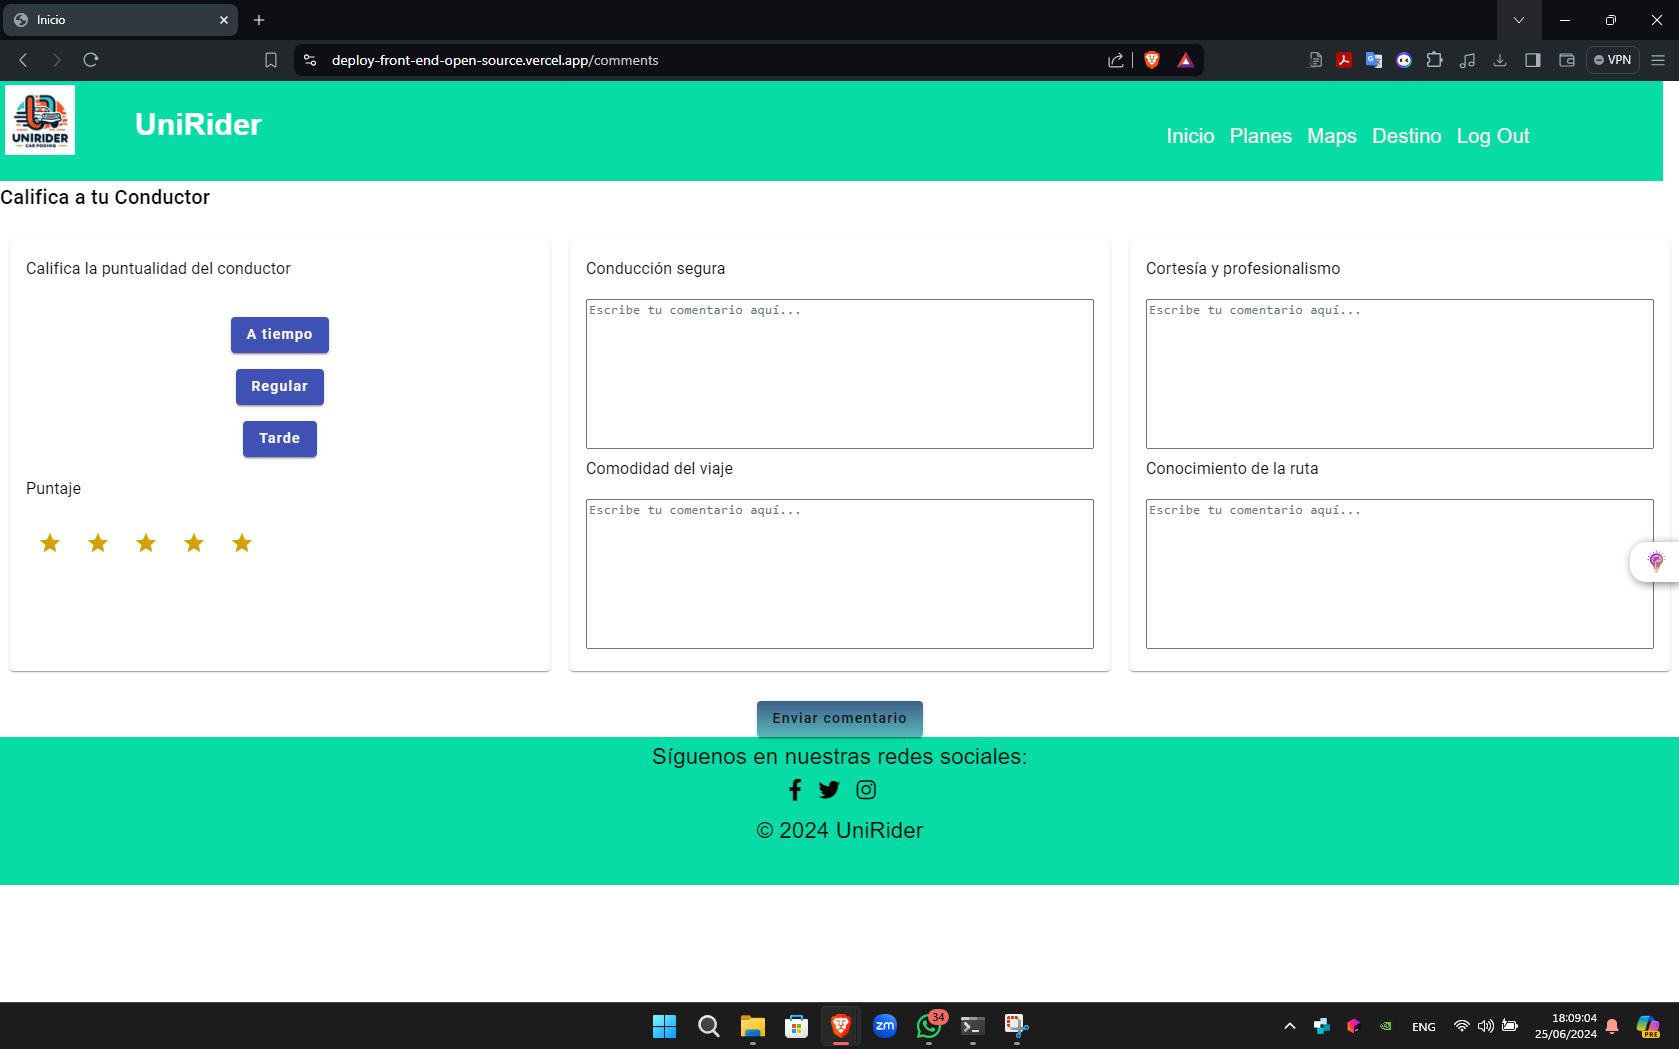 Inicio
deploy-front-end-open-source.vercel.app/comments
VPN
UNIRIDER
CAR POOING
UniRider
Inicio Planes Maps Destino Log Out
Califica a tu Conductor
Califica la puntualidad del conductor
A tiempo
Regular
Tarde
Puntaje
Conducción segura
Escribe tu comentario aquí...
Comodidad del viaje
Escribe tu comentario aquí...
Cortesía y profesionalismo
Escribe tu comentario aquí...
Conocimiento de la ruta
Escribe tu comentario aquí...
Enviar comentario
Síguenos en nuestras redes sociales:
© 2024 UniRider
zm
34
ENG
18:09:04
25/06/2024
PRE